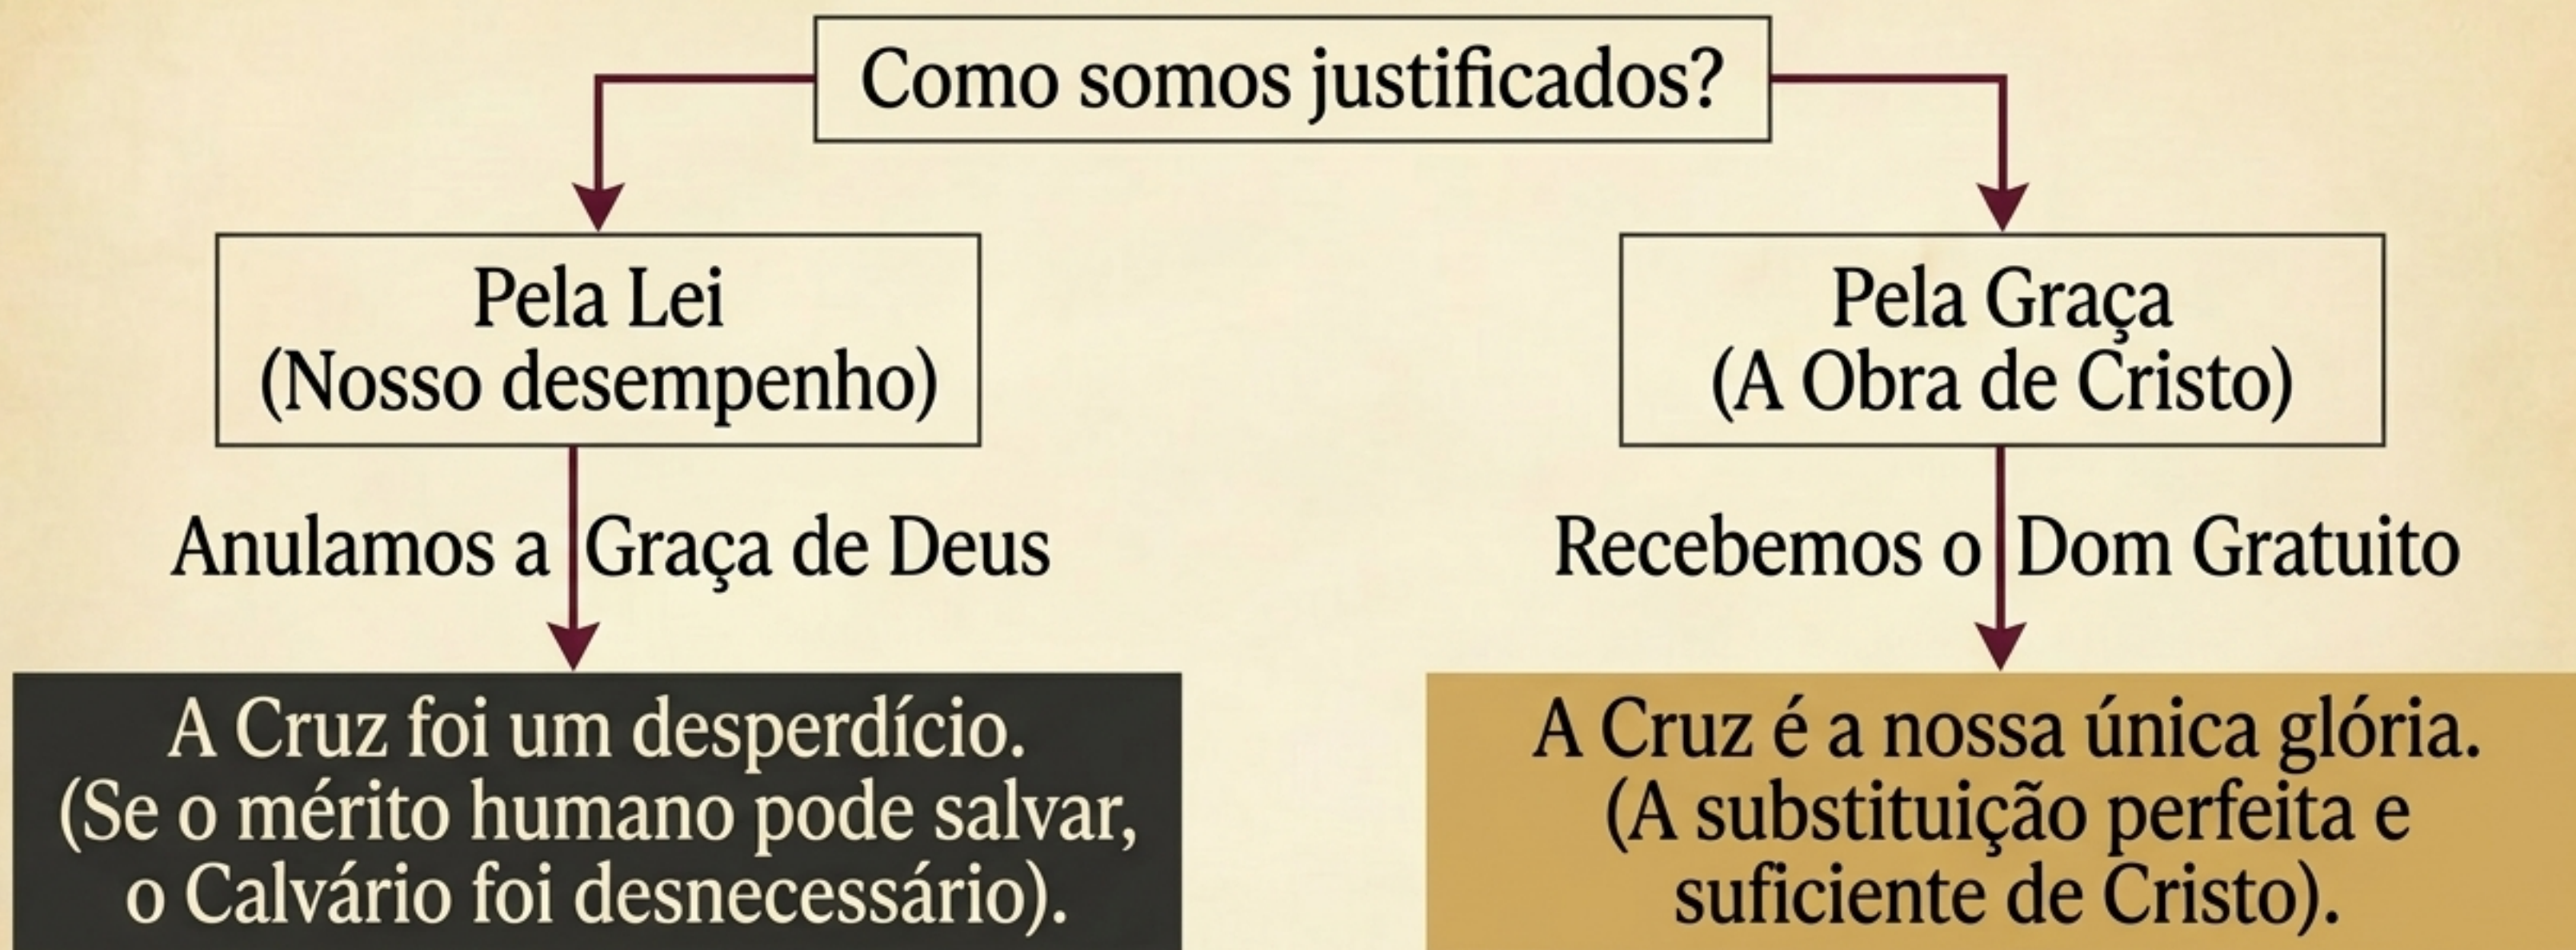 Como somos justificados?
Pela Lei
(Nosso desempenho)
Anulamos a Graça de Deus
A Cruz foi um desperdício.
(Se o mérito humano pode salvar,
o Calvário foi desnecessário).
Pela Graça
(A Obra de Cristo)
Recebemos o Dom Gratuito
A Cruz é a nossa única glória.
(A substituição perfeita e
suficiente de Cristo).